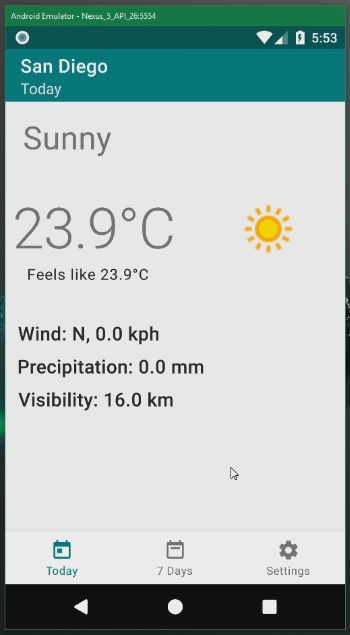 Android Emulator - Nexus_5_API_26:5554
5:53
San Diego
Today
Sunny
23.9°C
Feels like 23.9°C
Wind: N, 0.0 kph
Precipitation: 0.0 mm
Visibility: 16.0 km
Today
7 Days
Settings